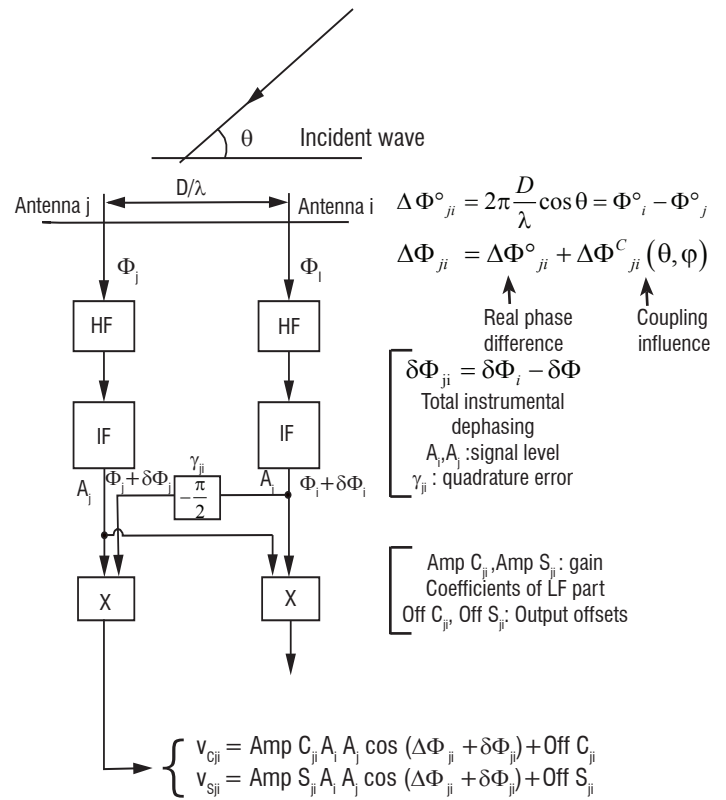 θ
Incident wave
D/λ
Antenna j
Antenna i
ΔΦ°ji = 2π D/λ cos θ = Φ°i − Φ°j
ΔΦji = ΔΦ°ji + ΔΦ^C ji (θ, φ)
Φj
ΦI
Real phase
difference
Coupling
influence
HF
HF
δΦji = δΦi − δΦ
Total instrumental
dephasing
Ai,Aj :signal level
γji : quadrature error
IF
IF
γji
Aj
Φj+δΦj
−π/2
Ai
Φi+δΦi
X
X
Amp Cji,Amp Sji: gain
Coefficients of LF part
Off Cji, Off Sji: Output offsets
vCji = Amp Cji Ai Aj cos (ΔΦji + δΦji)+Off Cji
vSji = Amp Sji Ai Aj cos (ΔΦji + δΦji)+Off Sji